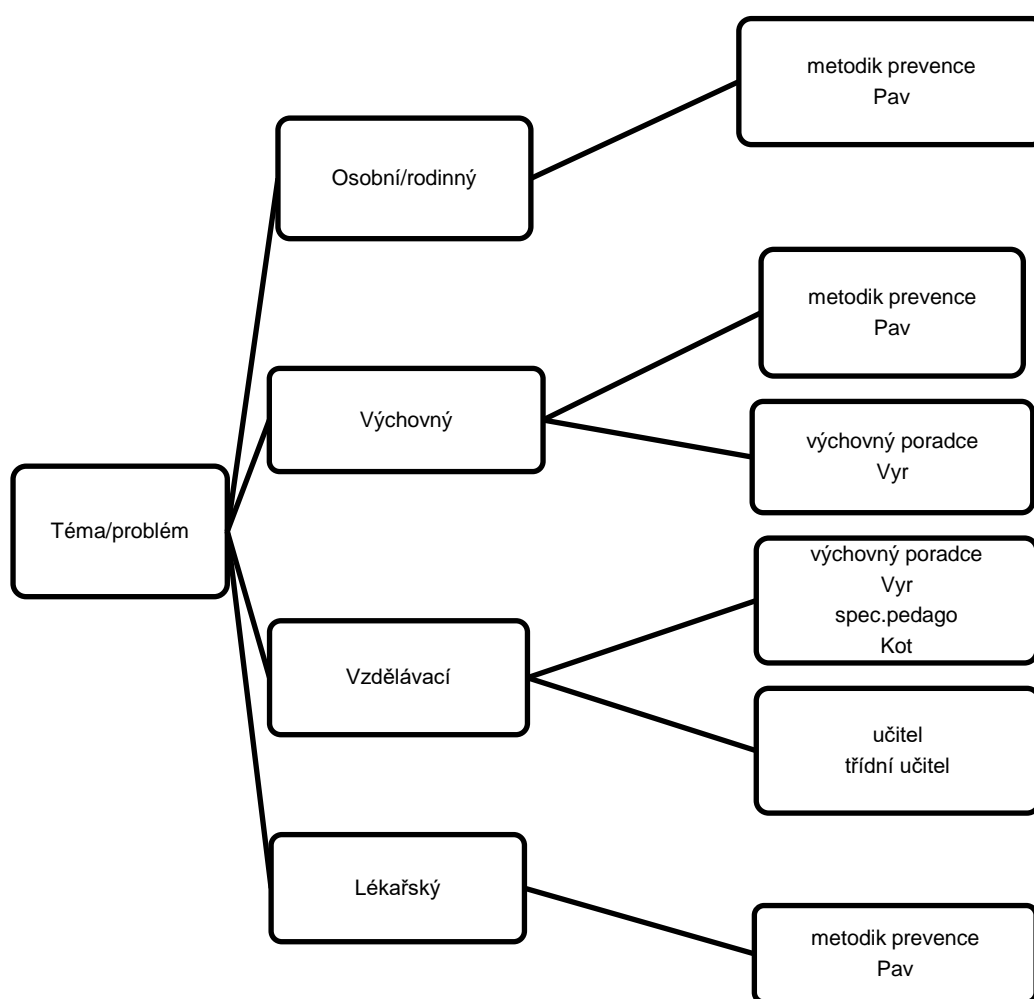 Téma/problém
Osobní/rodinný
metodik prevence
Pav
Výchovný
metodik prevence
Pav
výchovný poradce
Vyr
Vzdělávací
výchovný poradce
Vyr
spec.pedago
Kot
učitel
třídní učitel
Lékařský
metodik prevence
Pav